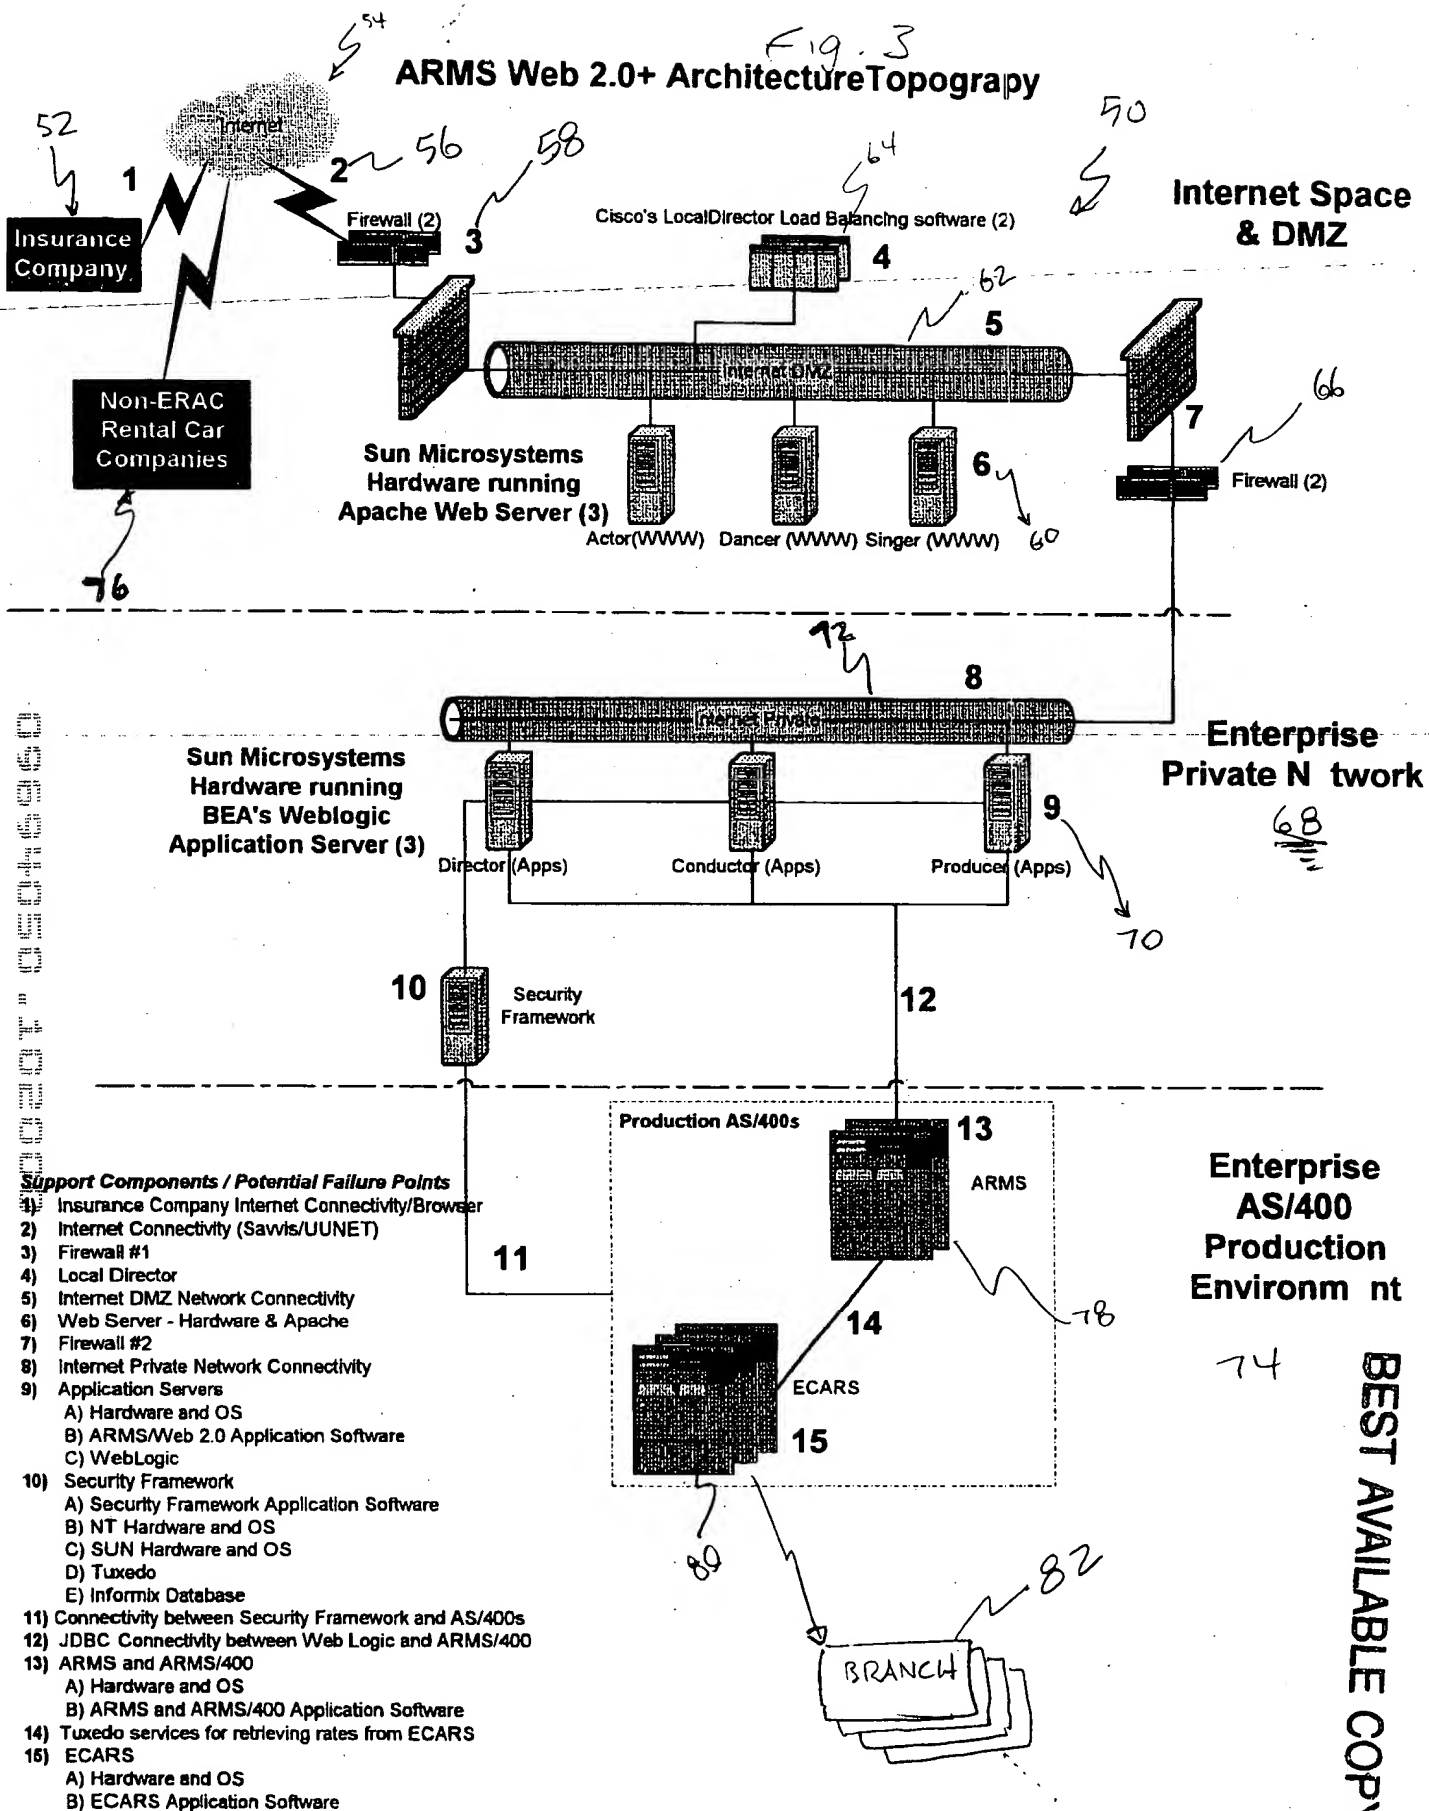 Fig. 3
ARMS Web 2.0+ ArchitectureTopograpy
54
50
52
56
58
64
Internet
1
2
Internet Space
& DMZ
Insurance
Company
Firewall (2)
3
Cisco's LocalDirector Load Balancing software (2)
4
62
5
Internet DMZ
Non-ERAC
Rental Car
Companies
7
66
Sun Microsystems
Hardware running
Apache Web Server (3)
6
Firewall (2)
Actor(WWW)
Dancer (WWW)
Singer (WWW)
60
76
8
Internet Private
Enterprise
Private N twork
68
Sun Microsystems
Hardware running
BEA's Weblogic
Application Server (3)
9
Director (Apps)
Conductor (Apps)
Producer (Apps)
70
10
Security
Framework
12
Production AS/400s
13
ARMS
Enterprise
AS/400
Production
Environm nt
11
78
14
74
ECARS
15
80
82
BRANCH
BEST AVAILABLE COPY
Support Components / Potential Failure Points
1) Insurance Company Internet Connectivity/Browser
2) Internet Connectivity (Savvis/UUNET)
3) Firewall #1
4) Local Director
5) Internet DMZ Network Connectivity
6) Web Server - Hardware & Apache
7) Firewall #2
8) Internet Private Network Connectivity
9) Application Servers
A) Hardware and OS
B) ARMS/Web 2.0 Application Software
C) WebLogic
10) Security Framework
A) Security Framework Application Software
B) NT Hardware and OS
C) SUN Hardware and OS
D) Tuxedo
E) Informix Database
11) Connectivity between Security Framework and AS/400s
12) JDBC Connectivity between Web Logic and ARMS/400
13) ARMS and ARMS/400
A) Hardware and OS
B) ARMS and ARMS/400 Application Software
14) Tuxedo services for retrieving rates from ECARS
15) ECARS
A) Hardware and OS
B) ECARS Application Software